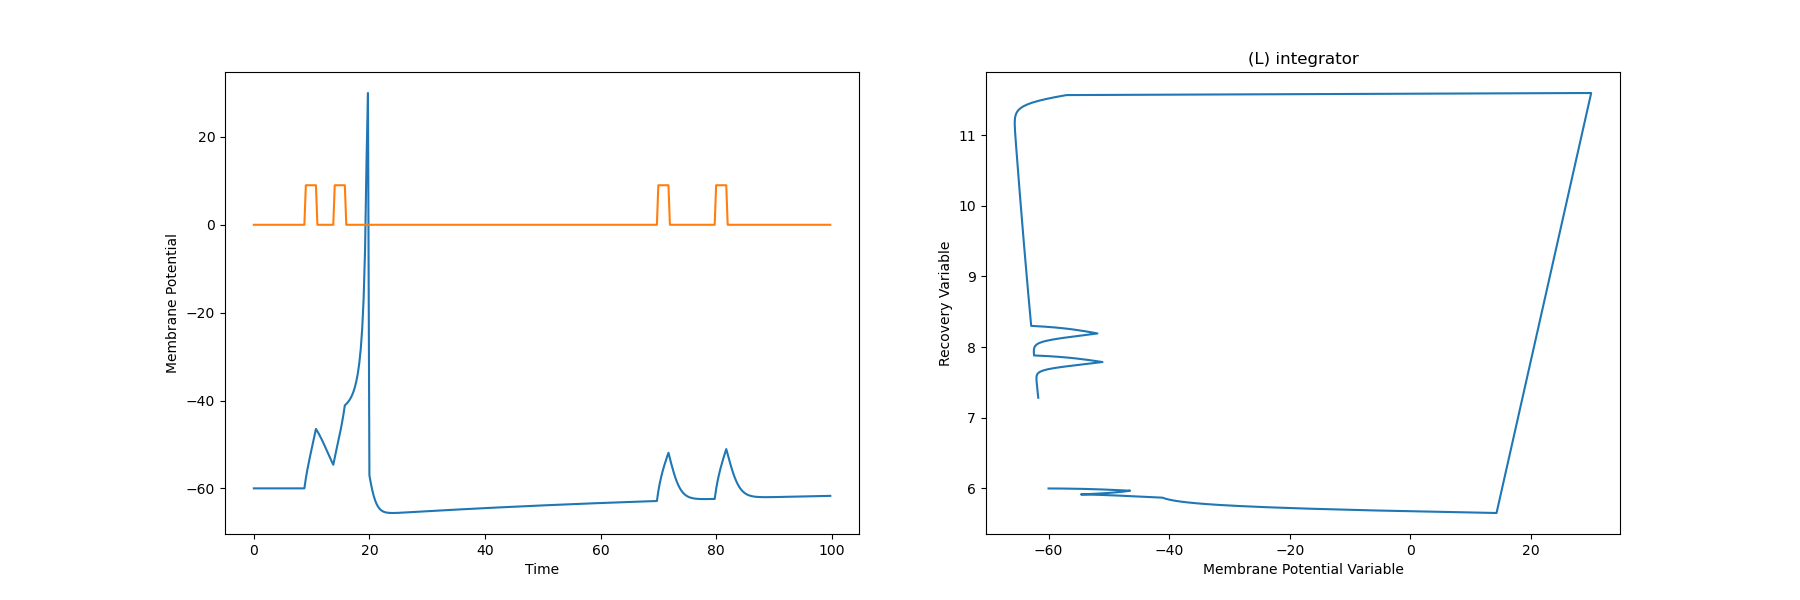 Membrane Potential
20
0
−20
−40
−60
0 20 40 60 80 100
Time
(L) integrator
Recovery Variable
11
10
9
8
7
6
−60 −40 −20 0 20
Membrane Potential Variable